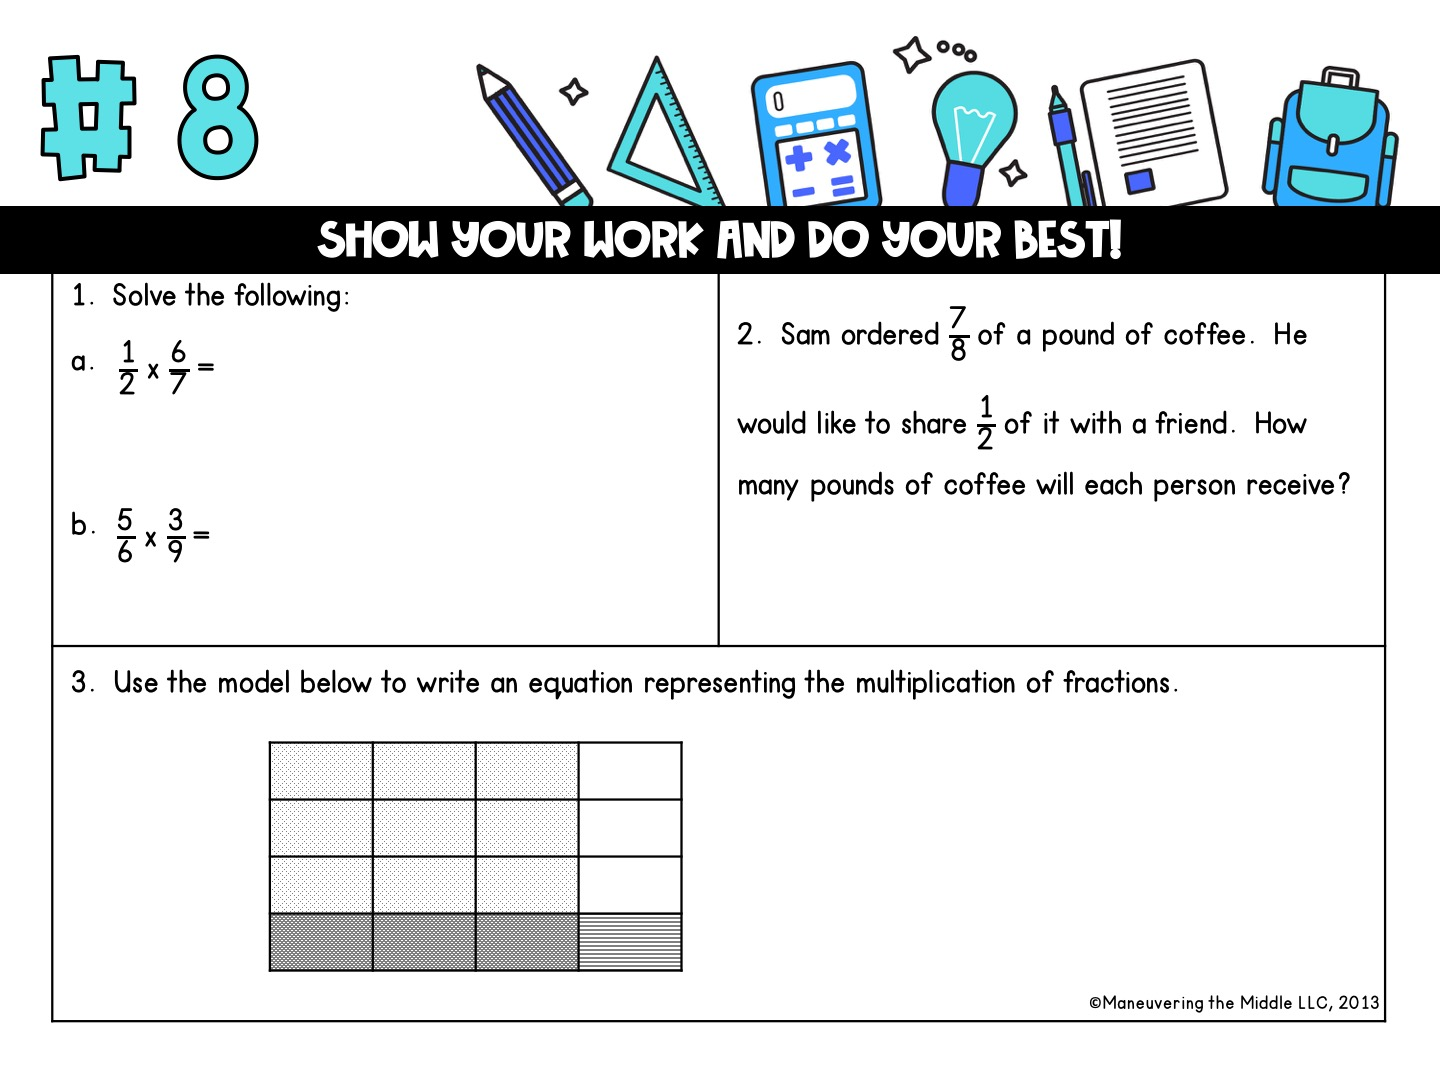 # 8
SHOW YOUR WORK AND DO YOUR BEST!
1. Solve the following:
a. 1/2 x 6/7 =
b. 5/6 x 3/9 =
2. Sam ordered 7/8 of a pound of coffee. He
would like to share 1/2 of it with a friend. How
many pounds of coffee will each person receive?
3. Use the model below to write an equation representing the multiplication of fractions.
©Maneuvering the Middle LLC, 2013